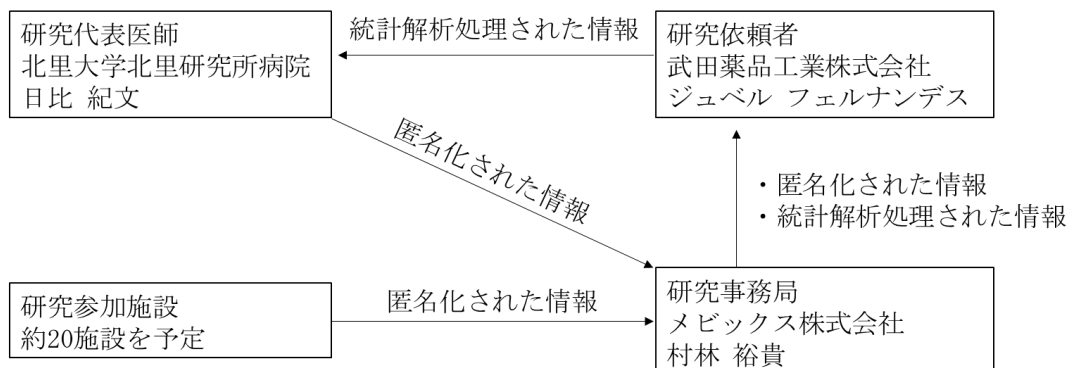 研究代表医師
北里大学北里研究所病院
日比 紀文
統計解析処理された情報
研究依頼者
武田薬品工業株式会社
ジュベル フェルナンデス
匿名化された情報
・匿名化された情報
・統計解析処理された情報
研究参加施設
約20施設を予定
匿名化された情報
研究事務局
メビックス株式会社
村林 裕貴